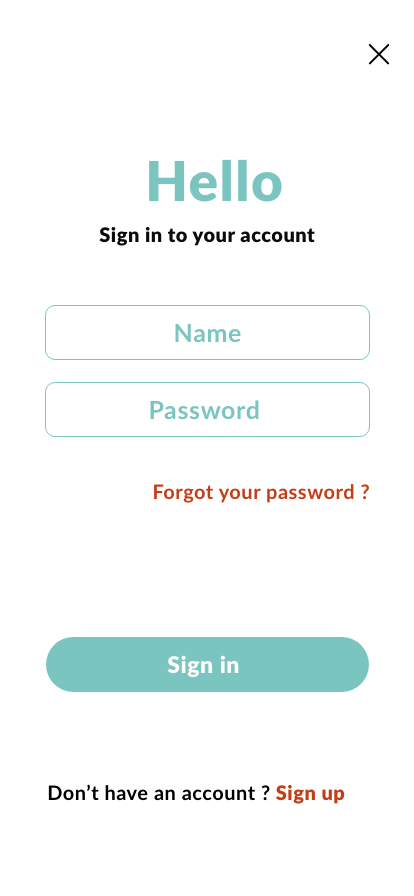 Hello
Sign in to your account
Name
Password
Forgot your password ?
Sign in
Don’t have an account ? Sign up